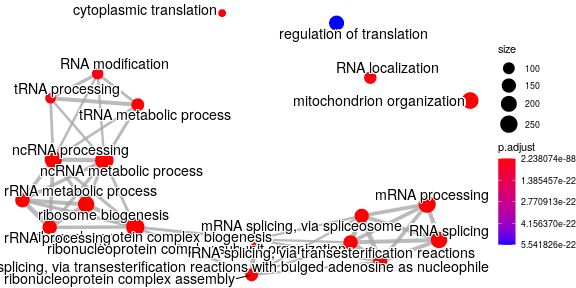 cytoplasmic translation
regulation of translation
size
RNA modification
RNA localization
100
tRNA processing
150
mitochondrion organization
200
tRNA metabolic process
250
p.adjust
ncRNA processing
2.238074e-88
ncRNA metabolic process
1.385457e-22
rRNA metabolic process
mRNA processing
2.770913e-22
ribosome biogenesis
4.156370e-22
mRNA splicing, via spliceosome
RNA splicing
5.541826e-22
rRNA processing
protein complex biogenesis
ribonucleoprotein
subunit organization
RNA splicing, via transesterification reactions
splicing, via transesterification reactions with bulged adenosine as nucleophile
ribonucleoprotein complex assembly